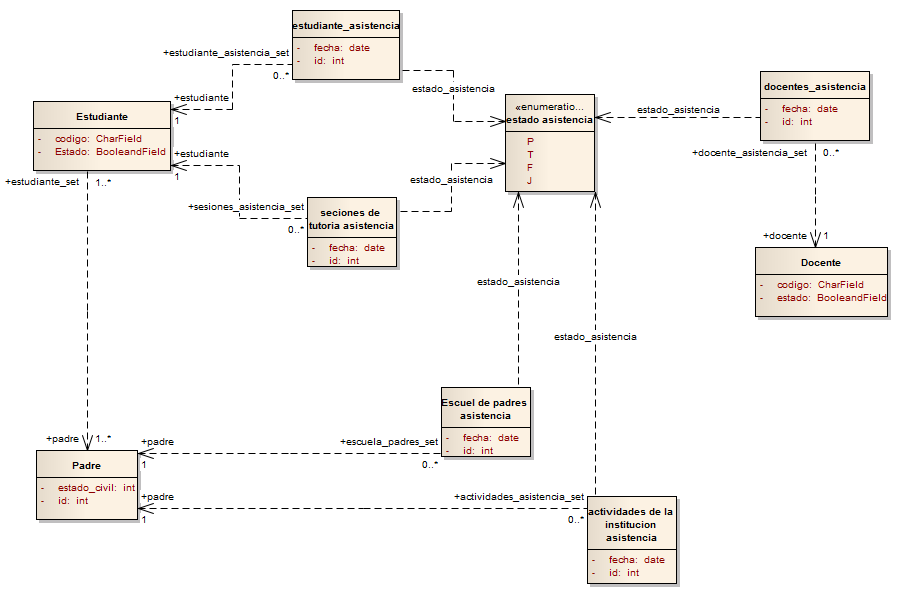 estudiante_asistencia
- fecha: date
- id: int
+estudiante_asistencia_set
0..*
estado_asistencia
+estudiante
1
Estudiante
- codigo: CharField
- Estado: BooleandField
+estudiante
1
+estudiante_set
1..*
«enumeratio...
estado asistencia
P
T
F
J
estado_asistencia
docentes_asistencia
- fecha: date
- id: int
+docente_asistencia_set
0..*
estado_asistencia
+sesiones_asistencia_set
0..*
seciones de
tutoria asistencia
- fecha: date
- id: int
+docente
1
Docente
- codigo: CharField
- estado: BooleandField
estado_asistencia
estado_asistencia
Escuel de padres
asistencia
- fecha: date
- id: int
+escuela_padres_set
0..*
+padre
1..*
+padre
1
Padre
- estado_civil: int
- id: int
+padre
1
+actividades_asistencia_set
0..*
actividades de la
institucion
asistencia
- fecha: date
- id: int